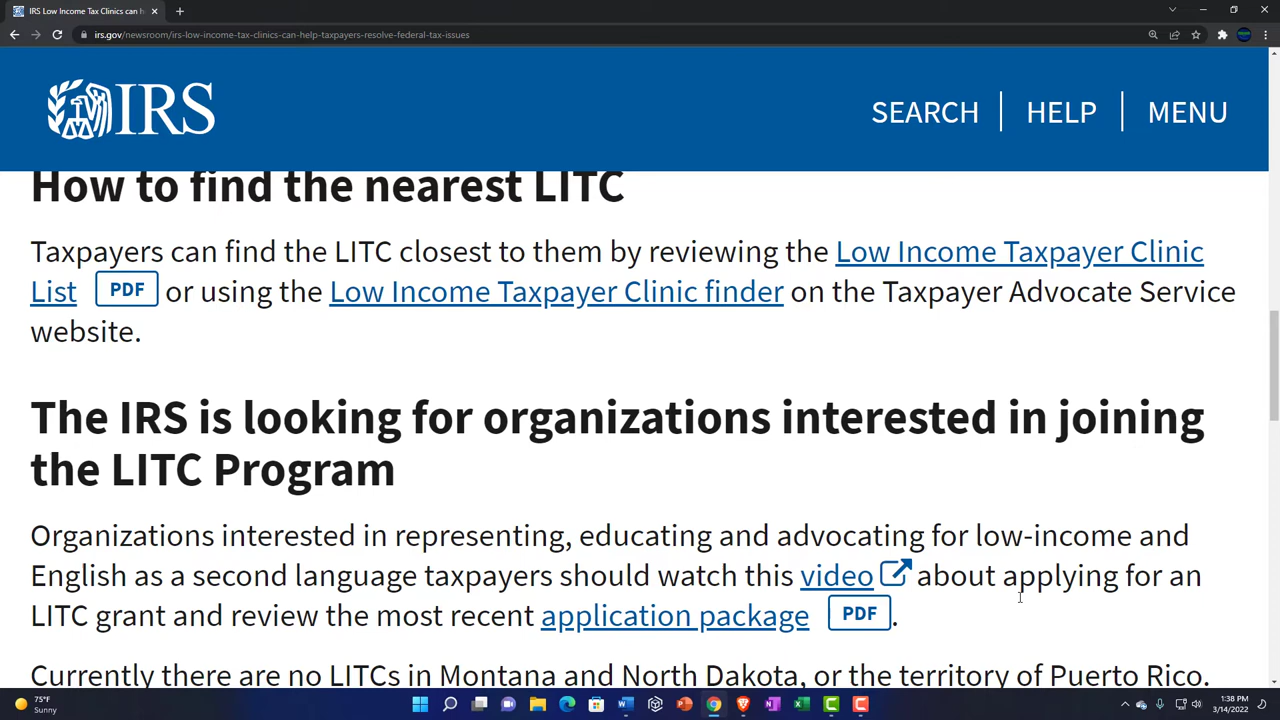 IRS Low Income Tax Clinics can h
irs.gov/newsroom/irs-low-income-tax-clinics-can-help-taxpayers-resolve-federal-tax-issues
IRS
SEARCH
HELP
MENU
How to find the nearest LITC
Taxpayers can find the LITC closest to them by reviewing the Low Income Taxpayer Clinic
List PDF or using the Low Income Taxpayer Clinic finder on the Taxpayer Advocate Service
website.
The IRS is looking for organizations interested in joining
the LITC Program
Organizations interested in representing, educating and advocating for low-income and
English as a second language taxpayers should watch this video about applying for an
LITC grant and review the most recent application package PDF.
Currently there are no LITCs in Montana and North Dakota, or the territory of Puerto Rico.
75°F
Sunny
1:38 PM
3/14/2022